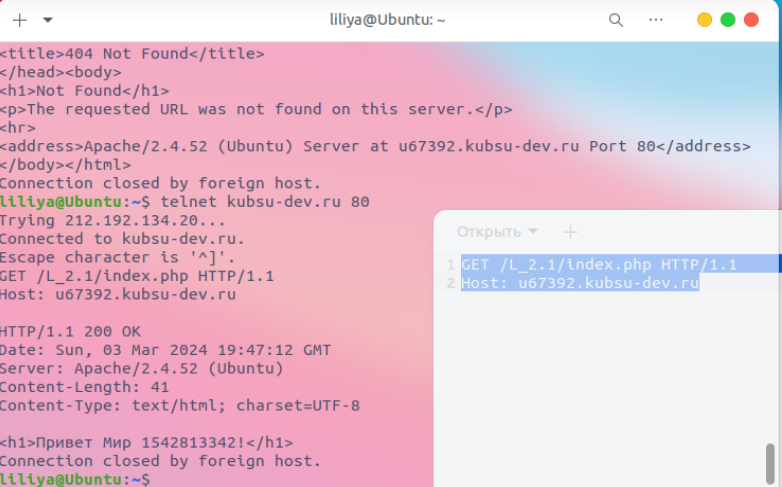 liliya@Ubuntu: ~
<title>404 Not Found</title>
</head><body>
<h1>Not Found</h1>
<p>The requested URL was not found on this server.</p>
<hr>
<address>Apache/2.4.52 (Ubuntu) Server at u67392.kubsu-dev.ru Port 80</address>
</body></html>
Connection closed by foreign host.
liliya@Ubuntu:~$ telnet kubsu-dev.ru 80
Trying 212.192.134.20...
Connected to kubsu-dev.ru.
Escape character is '^]'.
GET /L_2.1/index.php HTTP/1.1
Host: u67392.kubsu-dev.ru
HTTP/1.1 200 OK
Date: Sun, 03 Mar 2024 19:47:12 GMT
Server: Apache/2.4.52 (Ubuntu)
Content-Length: 41
Content-Type: text/html; charset=UTF-8
<h1>Привет Мир 1542813342!</h1>
Connection closed by foreign host.
liliya@Ubuntu:~$
Открыть
1 GET /L_2.1/index.php HTTP/1.1
2 Host: u67392.kubsu-dev.ru